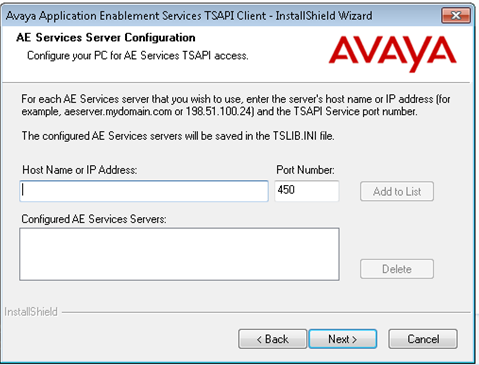 Avaya Application Enablement Services TSAPI Client - InstallShield Wizard
AE Services Server Configuration
Configure your PC for AE Services TSAPI access.
AVAYA
For each AE Services server that you wish to use, enter the server's host name or IP address (for
example, aeserver.mydomain.com or 198.51.100.24) and the TSAPI Service port number.
The configured AE Services servers will be saved in the TSLIB.INI file.
Host Name or IP Address:
Port Number:
450
Add to List
Configured AE Services Servers:
Delete
InstallShield
< Back
Next >
Cancel